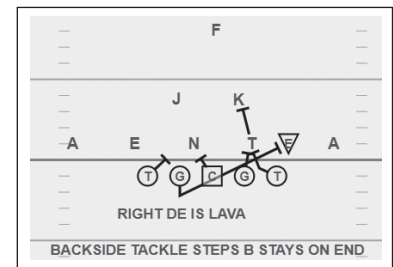 F
J K
A E N T E A
T G C G T
RIGHT DE IS LAVA
BACKSIDE TACKLE STEPS B STAYS ON END